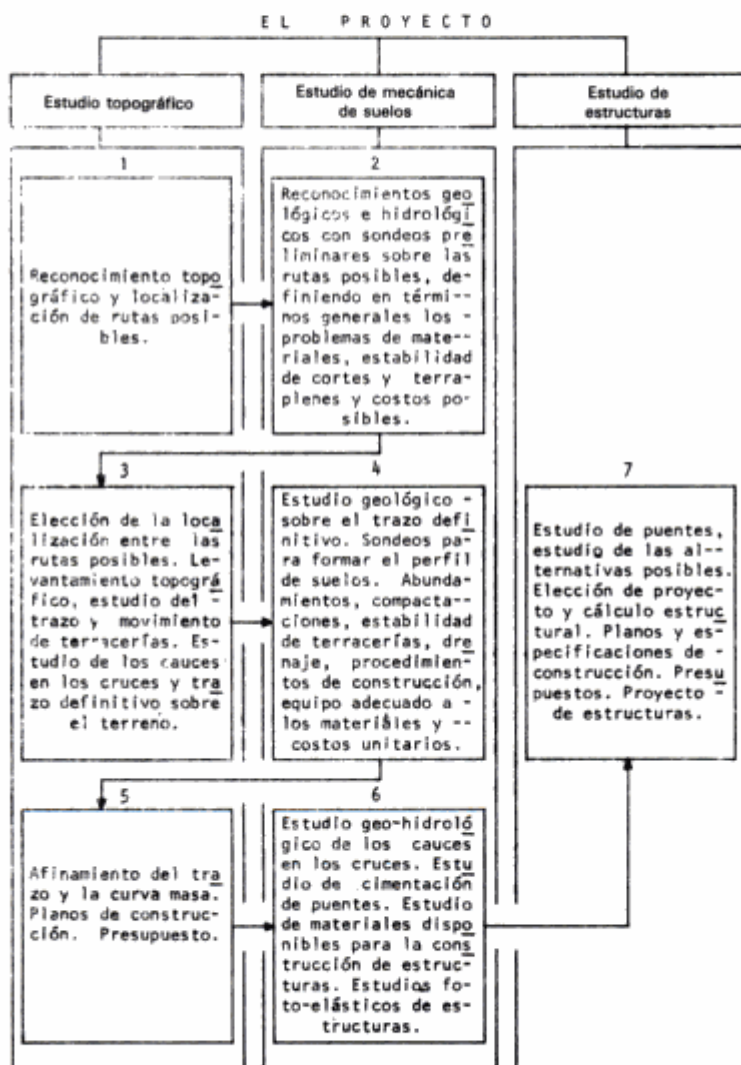 EL PROYECTO
Estudio topográfico
Estudio de mecánica
de suelos
Estudio de
estructuras
1
Reconocimiento topo
gráfico y localiza-
ción de rutas posi-
bles.
2
Reconocimientos geo
lógicos e hidrológi
cos con sondeos pre
liminares sobre las
rutas posibles, de-
finiendo en térmi--
nos generales los -
problemas de mate--
riales, estabilidad
de cortes y terra-
plenes y costos po-
sibles.
3
Elección de la loca
lización entre las
rutas posibles. Le-
vantamiento topográ
fico, estudio del -
trazo y movimiento
de terracerías. Es-
tudio de los cauces
en los cruces y tra
zo definitivo sobre
el terreno.
4
Estudio geológico -
sobre el trazo defi
nitivo. Sondeos pa
ra formar el perfil
de suelos. Abunda-
mientos, compacta--
ciones, estabilidad
de terracerías, dre
naje, procedimien-
tos de construcción,
equipo adecuado a -
los materiales y --
costos unitarios.
5
Afinamiento del tra
zo y la curva masa.
Planos de construc-
ción. Presupuesto.
6
Estudio geo-hidroló
gico de los cauces
en los cruces. Estu
dio de cimentación
de puentes. Estudio
de materiales dispo
nibles para la cons
trucción de estruc-
turas. Estudios fo-
to-elásticos de es-
tructuras.
7
Estudio de puentes,
estudio de las al--
ternativas posibles.
Elección de proyec-
to y cálculo estruc
tural. Planos y es-
pecificaciones de -
construcción. Presu
puestos. Proyecto -
de estructuras.